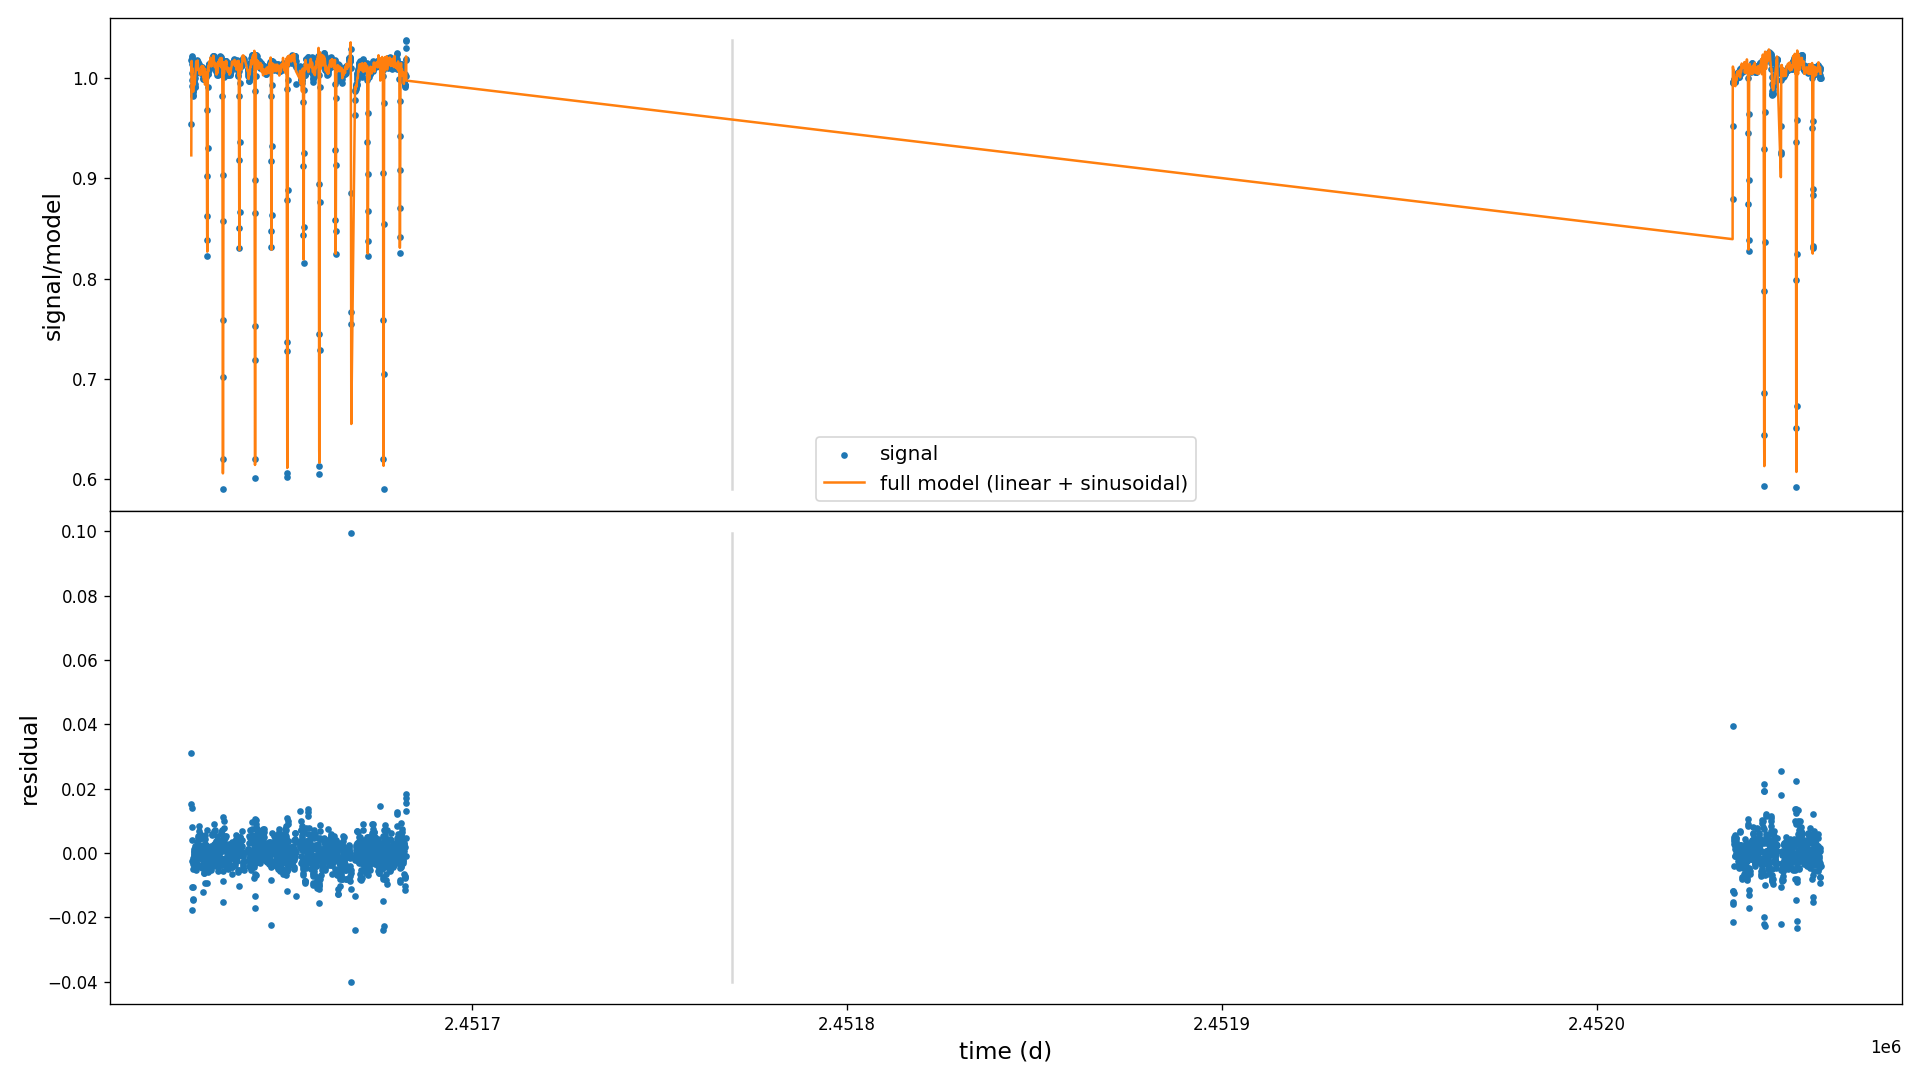 signal/model
1.0
0.9
0.8
0.7
0.6
signal
full model (linear + sinusoidal)
residual
0.10
0.08
0.06
0.04
0.02
0.00
−0.02
−0.04
2.4517
2.4518
2.4519
2.4520
time (d)
1e6